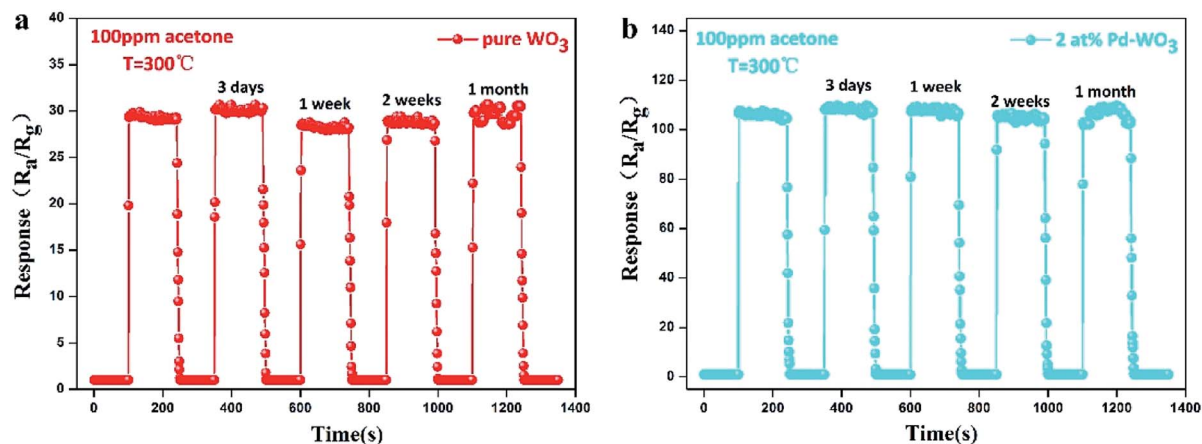 a
100ppm acetone
T=300℃
pure WO₃
3 days
1 week
2 weeks
1 month
Response（Rₐ/R_g）
40
35
30
25
20
15
10
5
0
0 200 400 600 800 1000 1200 1400
Time(s)
b
100ppm acetone
T=300℃
2 at% Pd-WO₃
3 days
1 week
2 weeks
1 month
Response（Rₐ/R_g）
140
120
100
80
60
40
20
0
0 200 400 600 800 1000 1200 1400
Time(s)